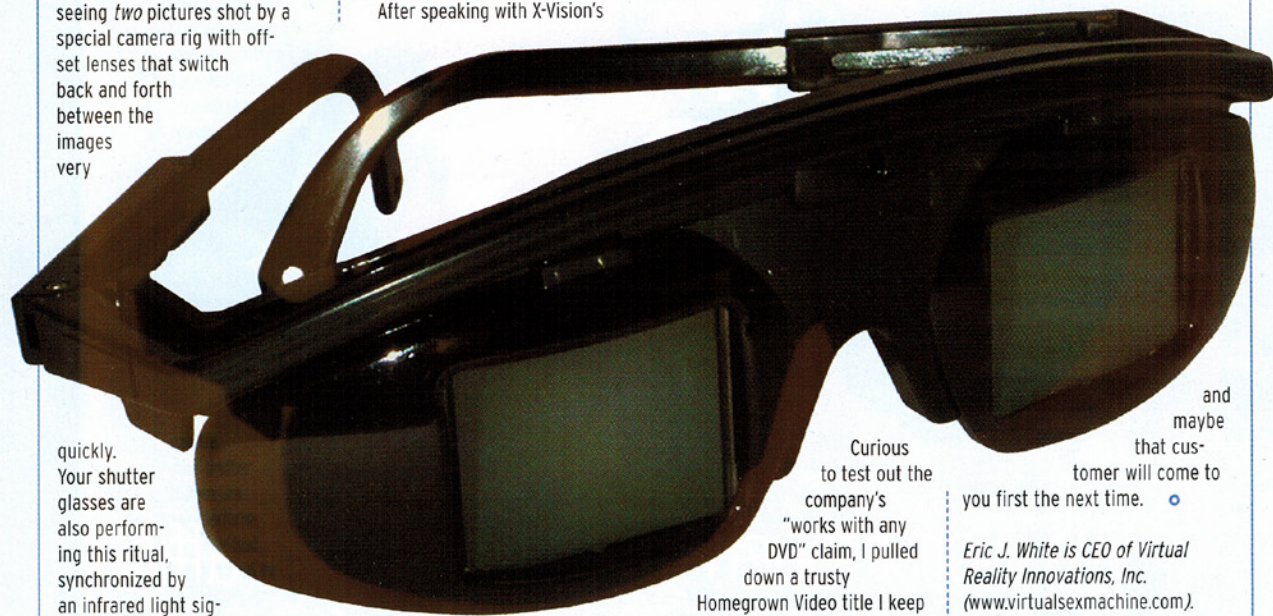 seeing two pictures shot by a
special camera rig with off-
set lenses that switch
back and forth
between the
images
very
quickly.
Your shutter
glasses are
also perform-
ing this ritual,
synchronized by
an infrared light sig-
After speaking with X-Vision's
Curious
to test out the
company's
"works with any
DVD" claim, I pulled
down a trusty
Homegrown Video title I keep
and
maybe
that cus-
tomer will come to
you first the next time.
Eric J. White is CEO of Virtual
Reality Innovations, Inc.
(www.virtualsexmachine.com).